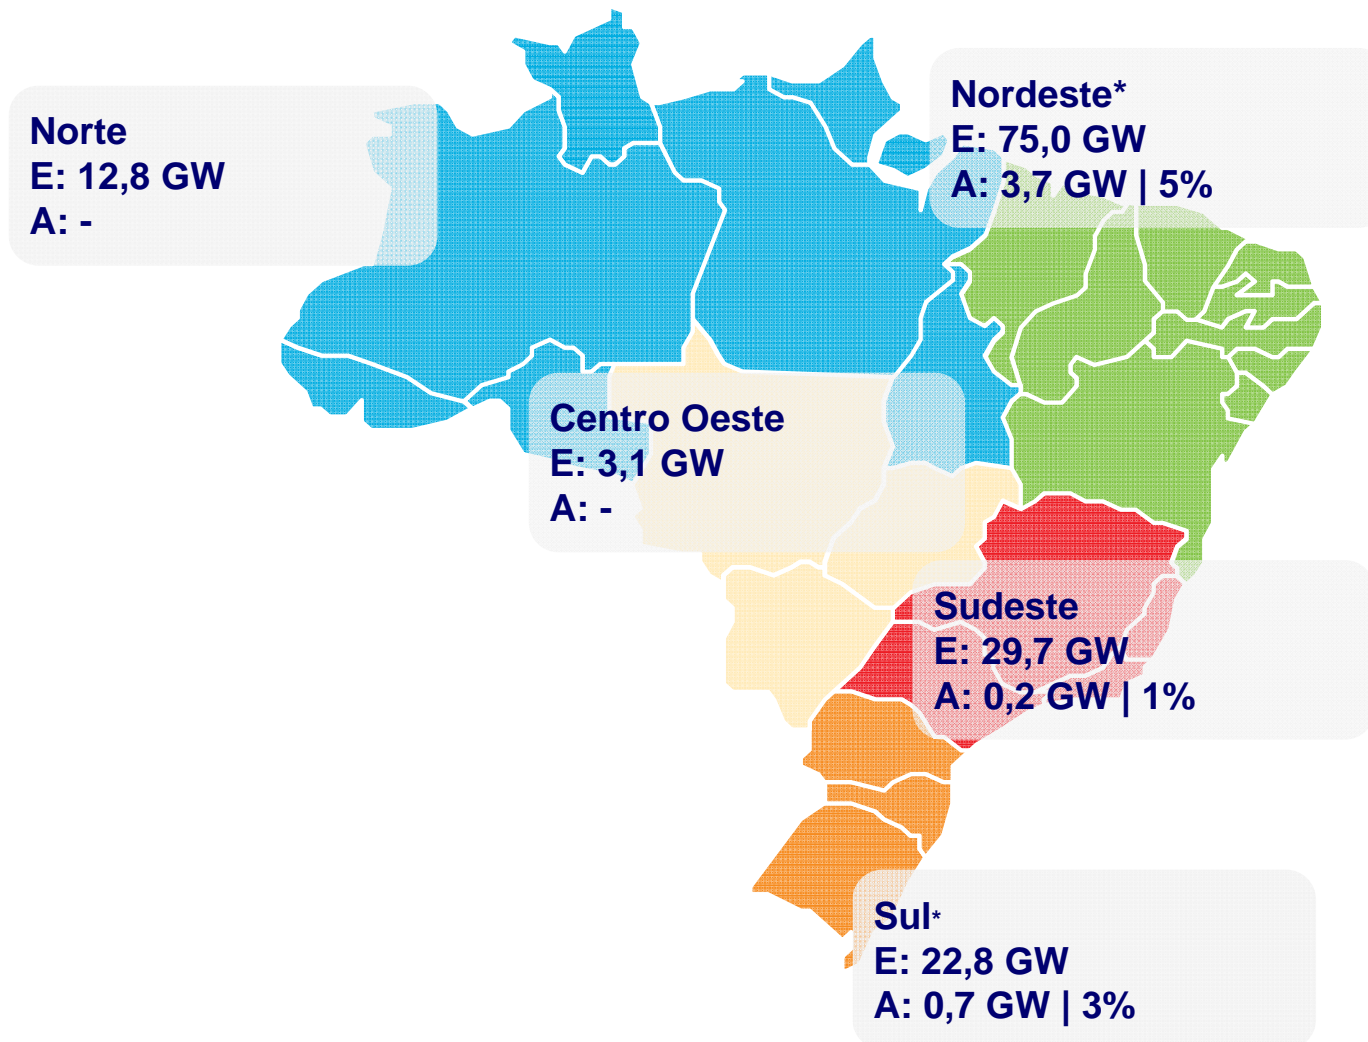 Norte
E: 12,8 GW
A: -
Nordeste*
E: 75,0 GW
A: 3,7 GW | 5%
Centro Oeste
E: 3,1 GW
A: -
Sudeste
E: 29,7 GW
A: 0,2 GW | 1%
Sul*
E: 22,8 GW
A: 0,7 GW | 3%